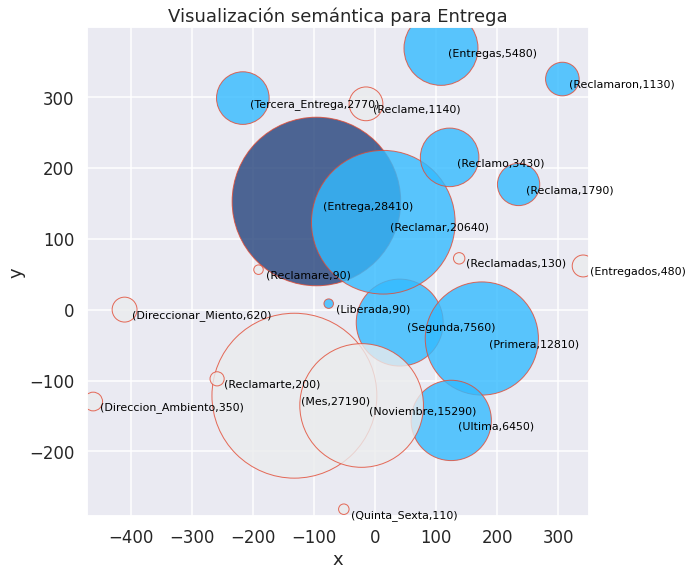 Visualización semántica para Entrega
(Entregas,5480)
(Reclamaron,1130)
(Tercera_Entrega,2770)
(Reclame,1140)
(Reclamo,3430)
(Reclama,1790)
(Entrega,28410)
(Reclamar,20640)
(Reclamadas,130)
(Entregados,480)
(Reclamare,90)
(Liberada,90)
(Direccionar_Miento,620)
(Segunda,7560)
(Primera,12810)
(Reclamarte,200)
(Mes,27190)
(Direccion_Ambiento,350)
(Noviembre,15290)
(Ultima,6450)
(Quinta_Sexta,110)
300
200
100
0
−100
−200
y
−400
−300
−200
−100
0
100
200
300
x